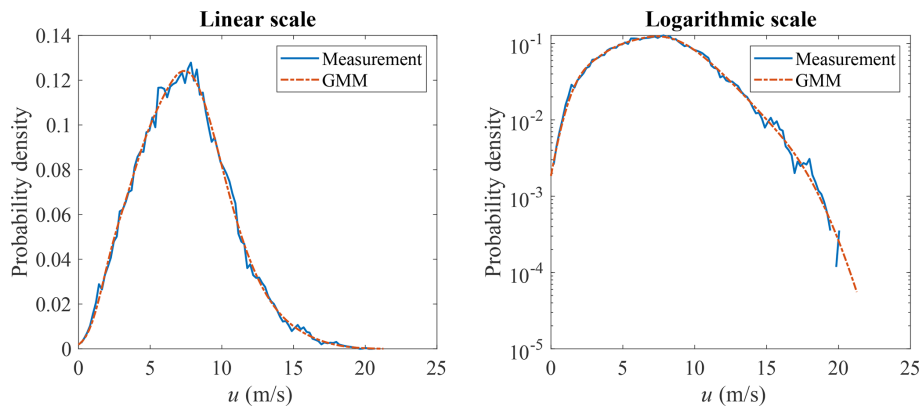 Linear scale
0.14
0.12
0.1
0.08
0.06
0.04
0.02
0
Probability density
Measurement
GMM
0 5 10 15 20 25
u (m/s)
Logarithmic scale
10⁻¹
10⁻²
10⁻³
10⁻⁴
10⁻⁵
Probability density
Measurement
GMM
0 5 10 15 20 25
u (m/s)